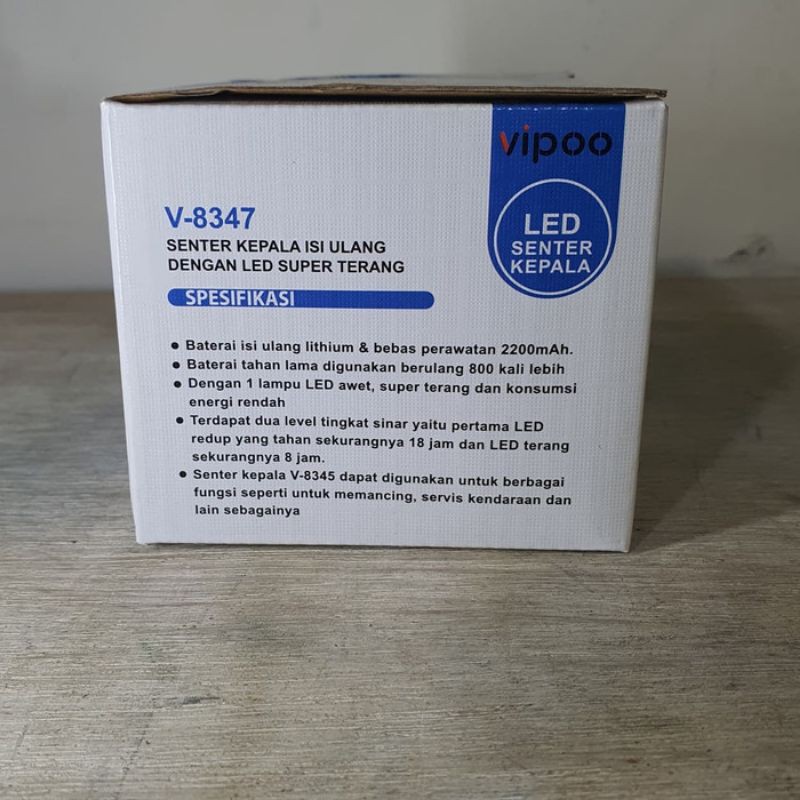 vipoo
LED
SENTER
KEPALA
V-8347
SENTER KEPALA ISI ULANG
DENGAN LED SUPER TERANG
SPESIFIKASI
• Baterai isi ulang lithium & bebas perawatan 2200mAh.
• Baterai tahan lama digunakan berulang 800 kali lebih
• Dengan 1 lampu LED awet, super terang dan konsumsi
energi rendah
• Terdapat dua level tingkat sinar yaitu pertama LED
redup yang tahan sekurangnya 18 jam dan LED terang
sekurangnya 8 jam.
• Senter kepala V-8345 dapat digunakan untuk berbagai
fungsi seperti untuk memancing, servis kendaraan dan
lain sebagainya